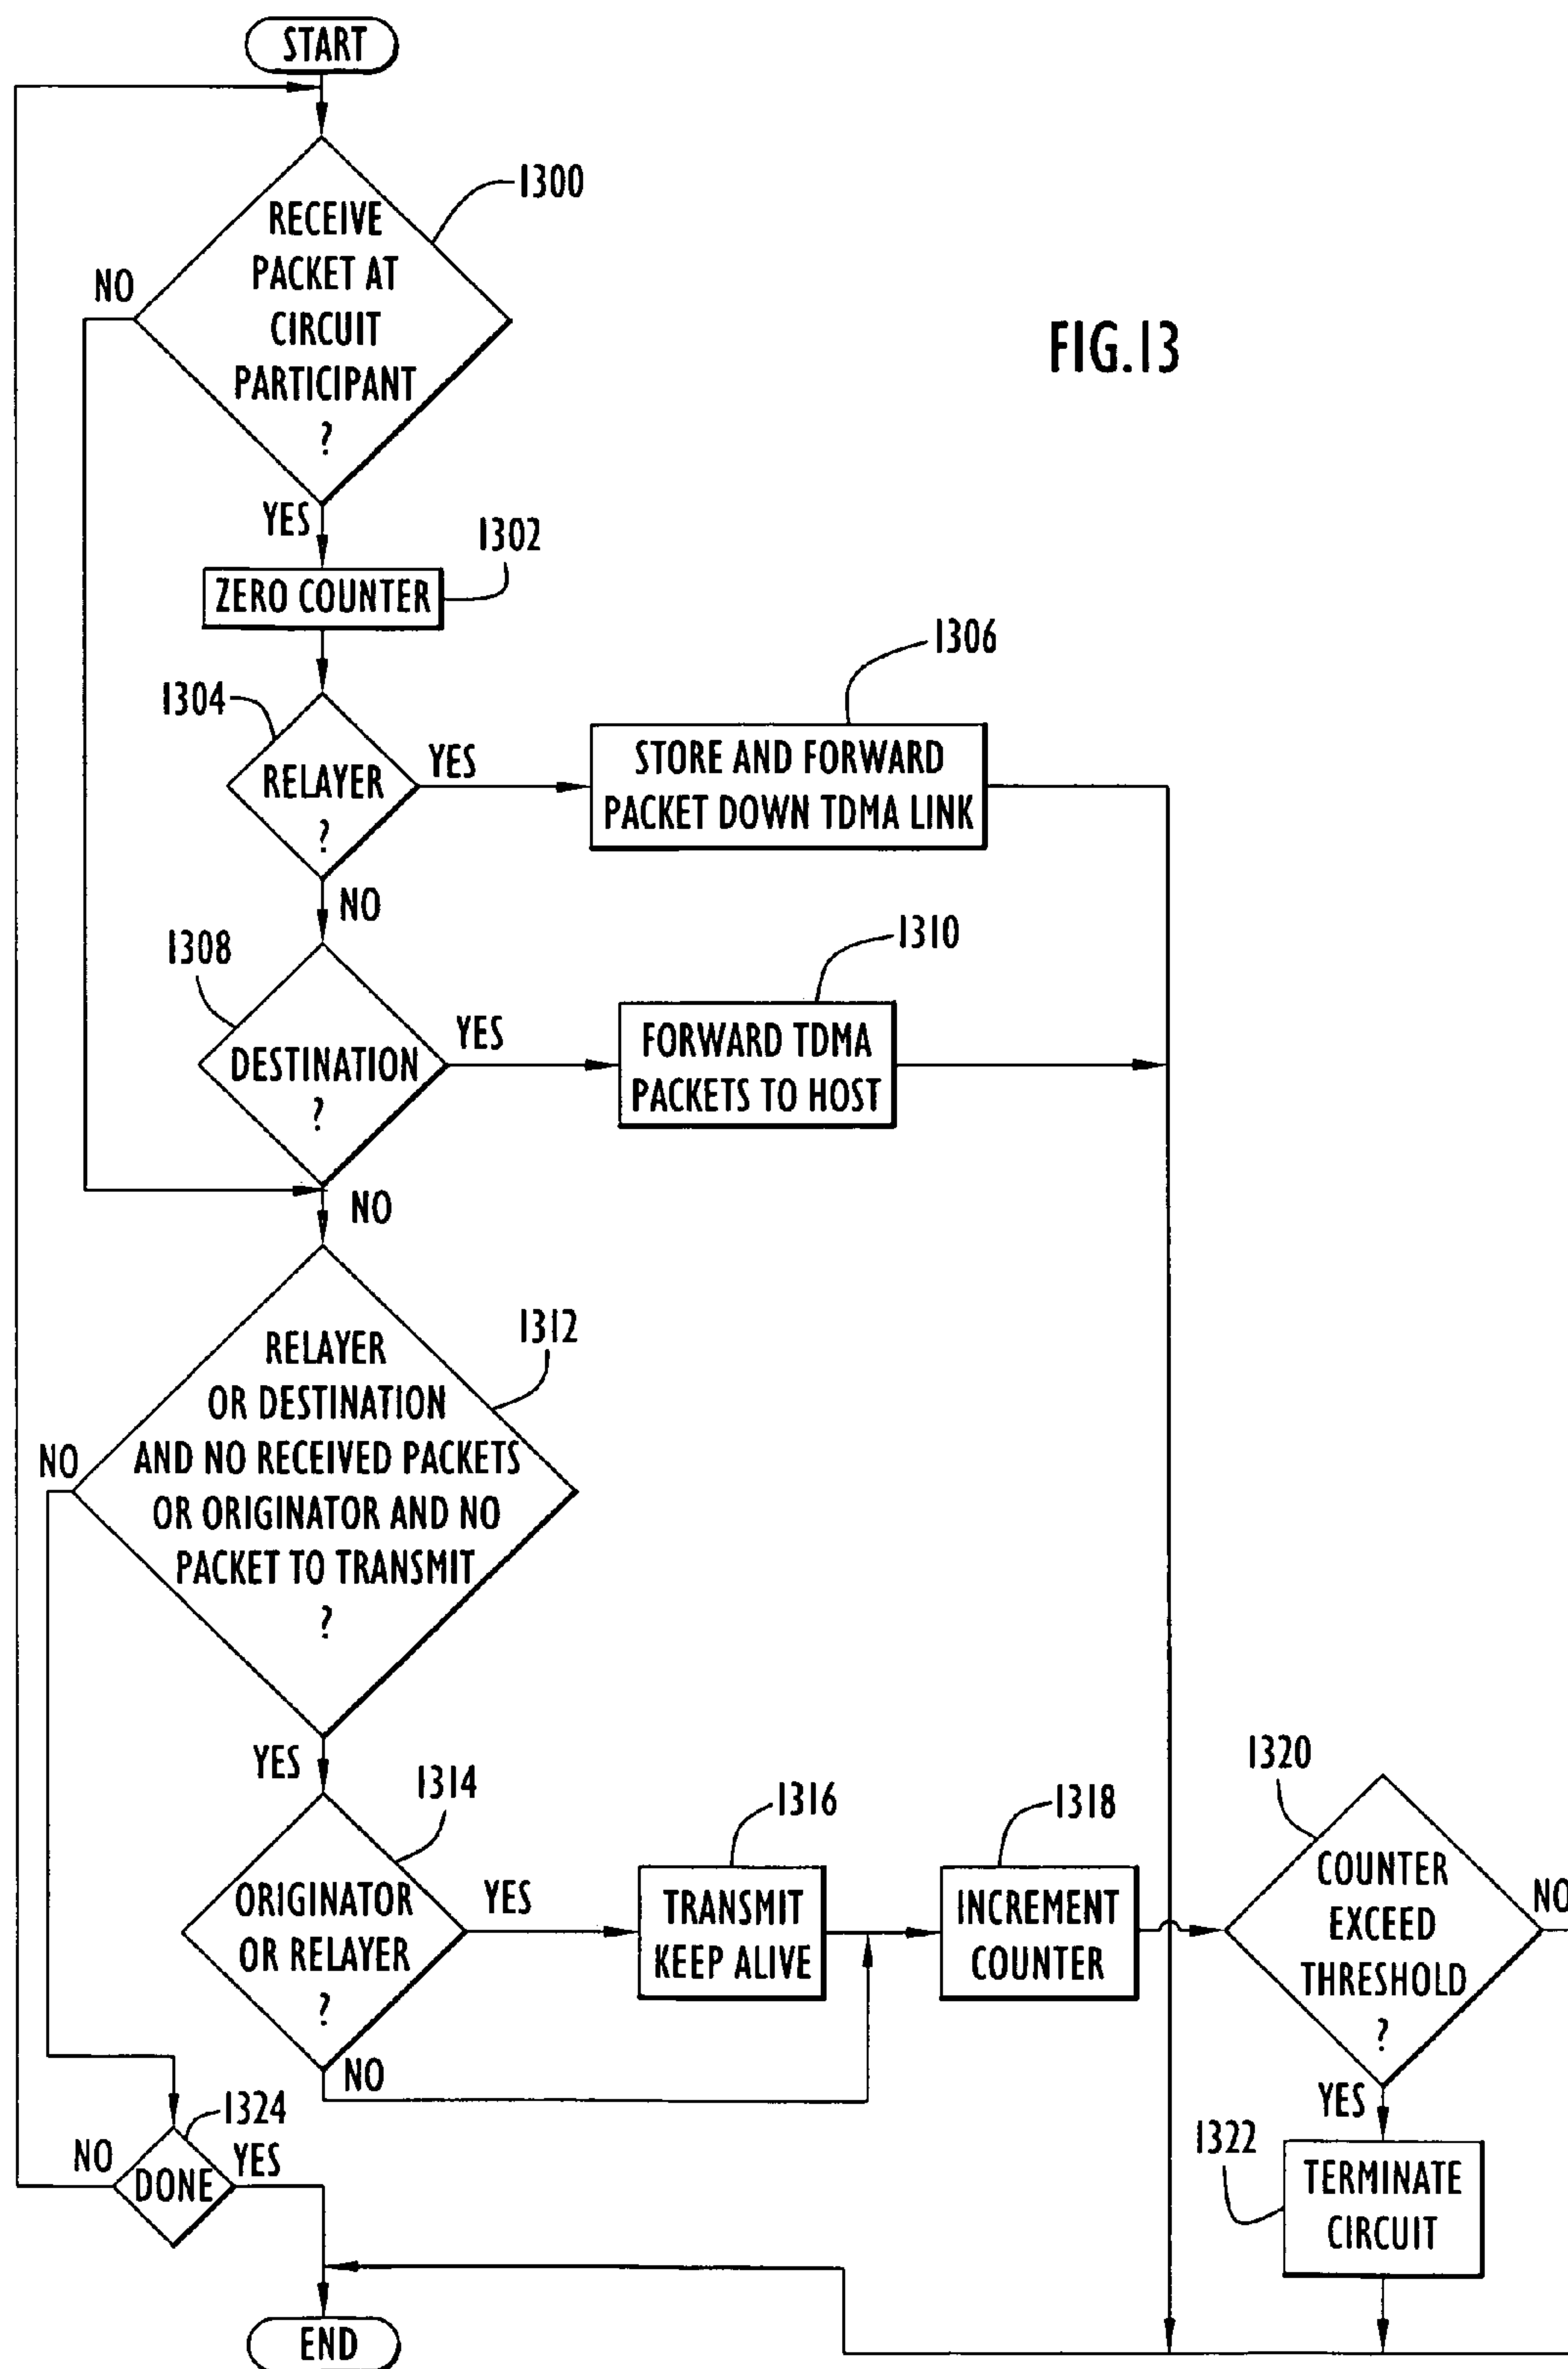 START
1300
RECEIVE
PACKET AT
CIRCUIT
PARTICIPANT
?
NO
FIG.13
YES
1302
ZERO COUNTER
1304
RELAYER
?
YES
1306
STORE AND FORWARD
PACKET DOWN TDMA LINK
NO
1308
DESTINATION
?
YES
1310
FORWARD TDMA
PACKETS TO HOST
NO
1312
RELAYER
OR DESTINATION
AND NO RECEIVED PACKETS
OR ORIGINATOR AND NO
PACKET TO TRANSMIT
?
NO
YES
1314
ORIGINATOR
OR RELAYER
?
YES
1316
TRANSMIT
KEEP ALIVE
1318
INCREMENT
COUNTER
1320
COUNTER
EXCEED
THRESHOLD
?
NO
NO
YES
1322
TERMINATE
CIRCUIT
1324
DONE
NO
YES
END